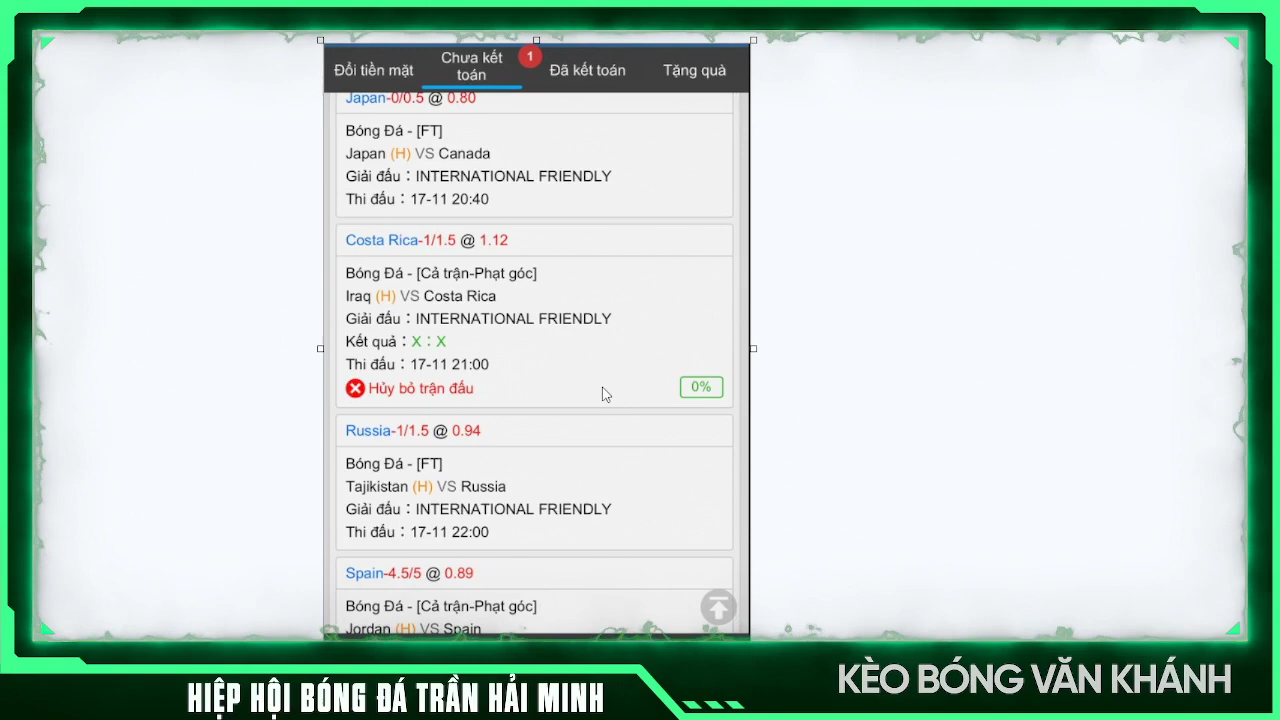 Đổi tiền mặt
Chưa kết toán
1
Đã kết toán
Tặng quà
Japan-0/0.5 @ 0.80
Bóng Đá - [FT]
Japan (H) VS Canada
Giải đấu：INTERNATIONAL FRIENDLY
Thi đấu：17-11 20:40
Costa Rica-1/1.5 @ 1.12
Bóng Đá - [Cả trận-Phạt góc]
Iraq (H) VS Costa Rica
Giải đấu：INTERNATIONAL FRIENDLY
Kết quả：X：X
Thi đấu：17-11 21:00
Hủy bỏ trận đấu
0%
Russia-1/1.5 @ 0.94
Bóng Đá - [FT]
Tajikistan (H) VS Russia
Giải đấu：INTERNATIONAL FRIENDLY
Thi đấu：17-11 22:00
Spain-4.5/5 @ 0.89
Bóng Đá - [Cả trận-Phạt góc]
Jordan (H) VS Spain
HIỆP HỘI BÓNG ĐÁ TRẦN HẢI MINH
KÈO BÓNG VĂN KHÁNH